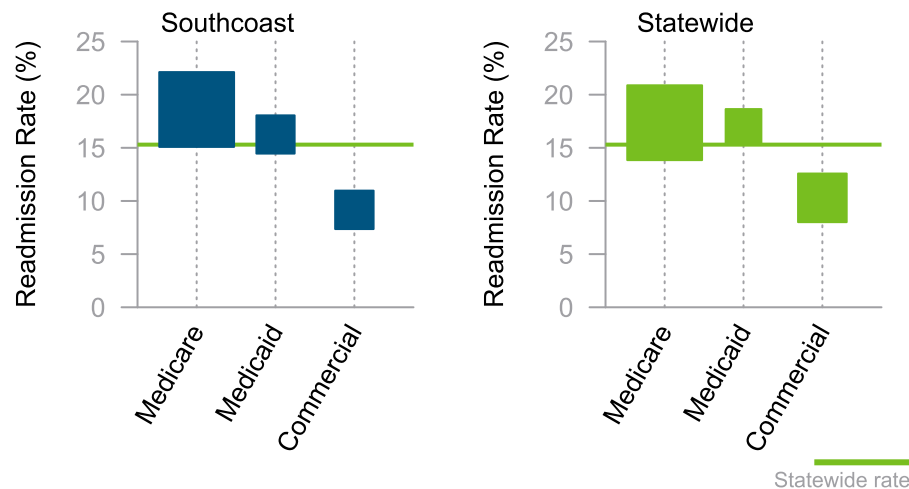 Southcoast
Readmission Rate (%)
25
20
15
10
5
0
Medicare
Medicaid
Commercial
Statewide
Readmission Rate (%)
25
20
15
10
5
0
Medicare
Medicaid
Commercial
Statewide rate